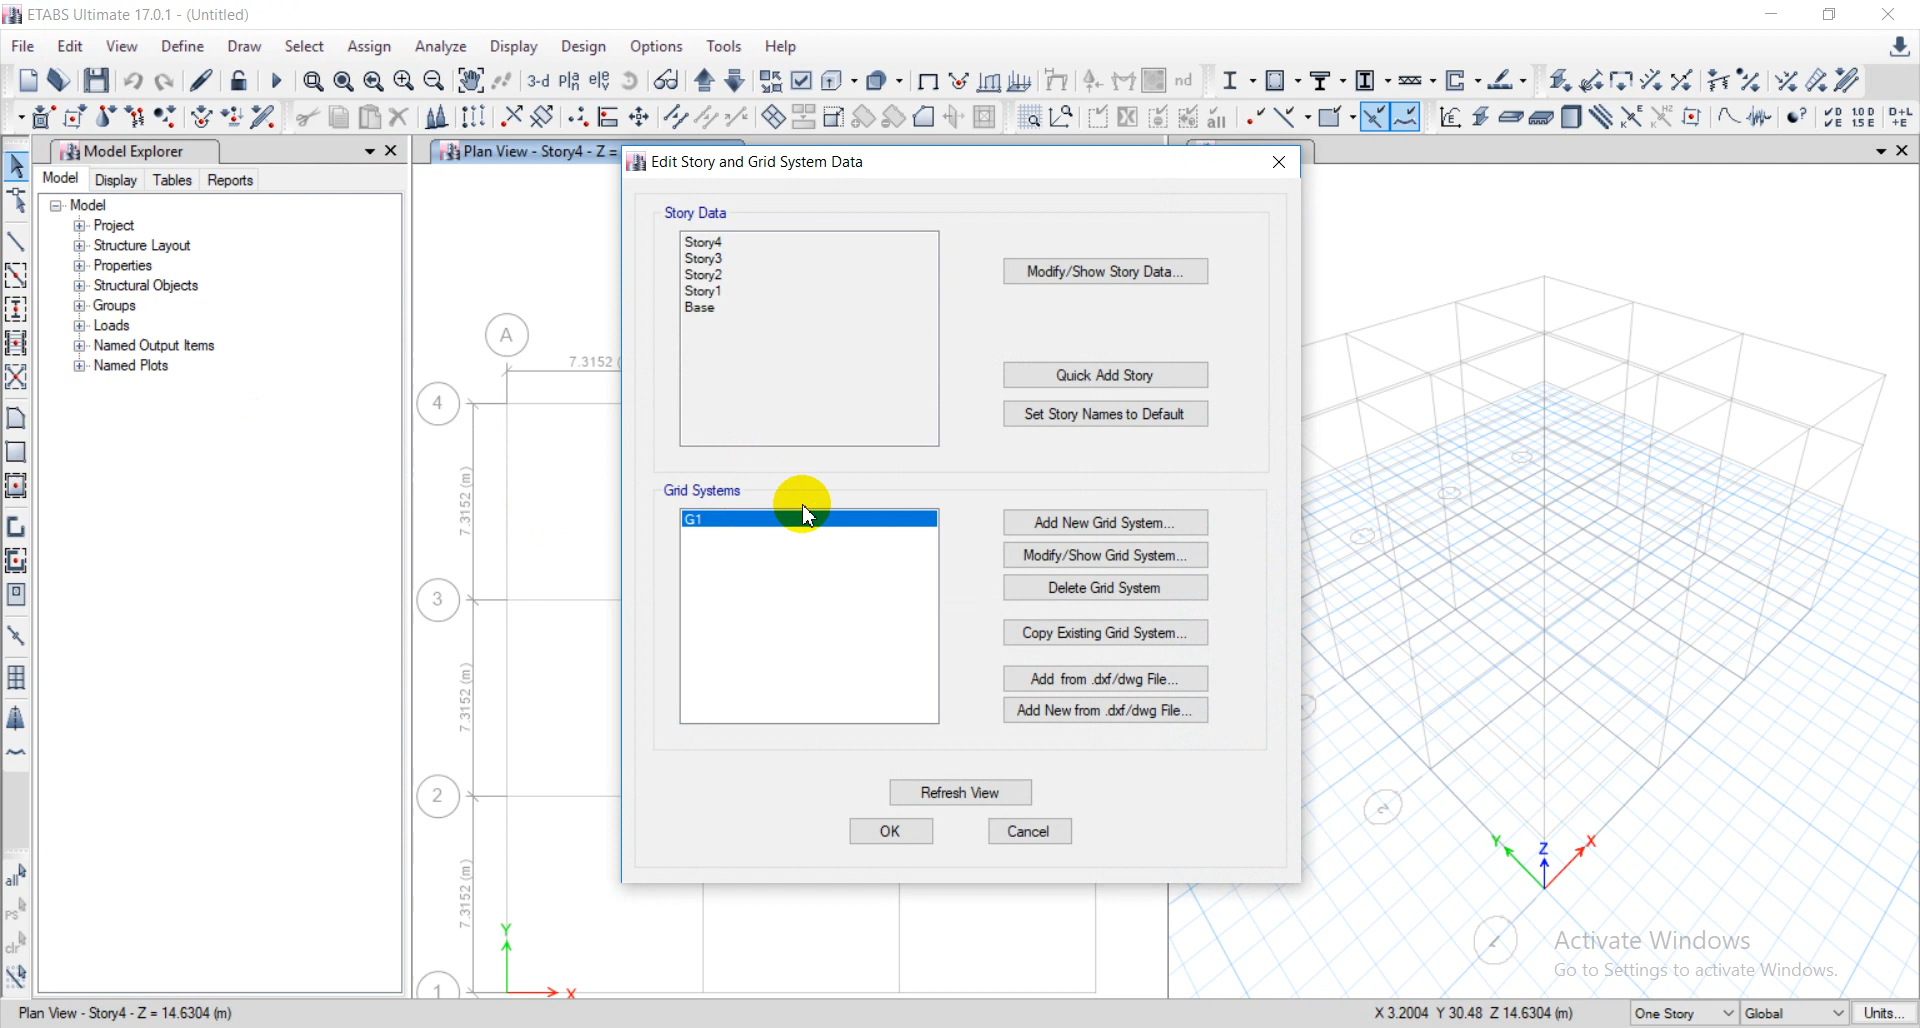 ETABS Ultimate 17.0.1 - (Untitled)
File Edit View Define Draw Select Assign Analyze Display Design Options Tools Help
3-d nd
all
Model Explorer
Plan View - Story4 - Z =
Edit Story and Grid System Data
Model Display Tables Reports
Model
Project
Structure Layout
Properties
Structural Objects
Groups
Loads
Named Output Items
Named Plots
Story Data
Story4
Story3
Story2
Story1
Base
Modify/Show Story Data...
Quick Add Story
Set Story Names to Default
Grid Systems
G1
Add New Grid System...
Modify/Show Grid System...
Delete Grid System
Copy Existing Grid System...
Add from .dxf/dwg File...
Add New from .dxf/dwg File...
Refresh View
OK Cancel
A
7.3152
4
7.3152 (m)
3
7.3152 (m)
2
7.3152 (m)
1
Y
X
Y Z X
all
ps
clr
Activate Windows
Go to Settings to activate Windows.
Plan View - Story4 - Z = 14.6304 (m)
X 3.2004 Y 30.48 Z 14.6304 (m)
One Story Global Units...